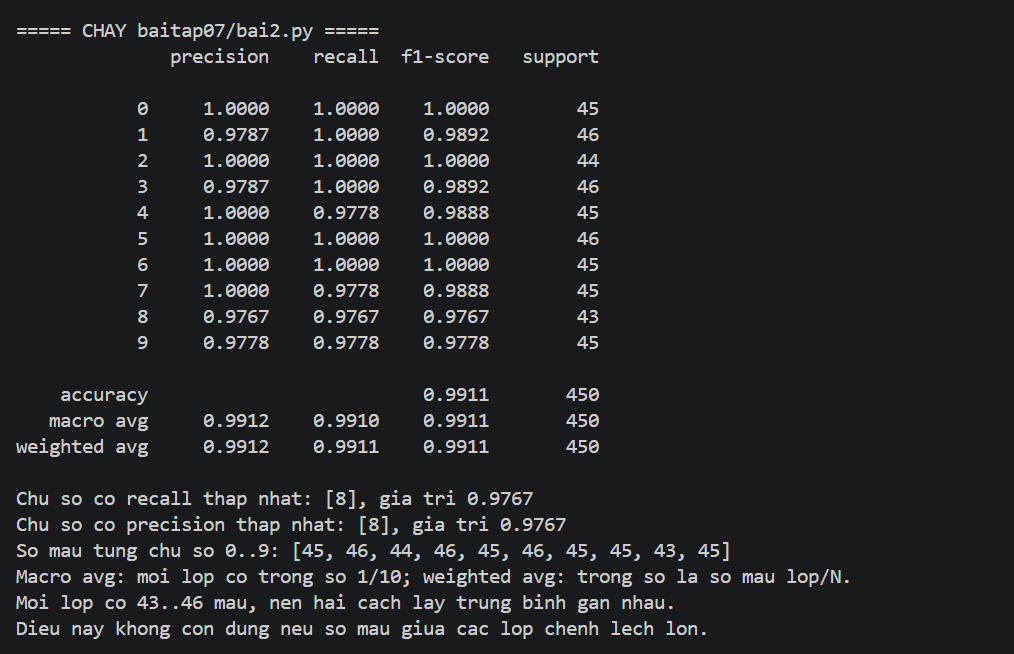 ===== CHAY baitap07/bai2.py =====
precision recall f1-score support
0 1.0000 1.0000 1.0000 45
1 0.9787 1.0000 0.9892 46
2 1.0000 1.0000 1.0000 44
3 0.9787 1.0000 0.9892 46
4 1.0000 0.9778 0.9888 45
5 1.0000 1.0000 1.0000 46
6 1.0000 1.0000 1.0000 45
7 1.0000 0.9778 0.9888 45
8 0.9767 0.9767 0.9767 43
9 0.9778 0.9778 0.9778 45
accuracy 0.9911 450
macro avg 0.9912 0.9910 0.9911 450
weighted avg 0.9912 0.9911 0.9911 450
Chu so co recall thap nhat: [8], gia tri 0.9767
Chu so co precision thap nhat: [8], gia tri 0.9767
So mau tung chu so 0..9: [45, 46, 44, 46, 45, 46, 45, 45, 43, 45]
Macro avg: moi lop co trong so 1/10; weighted avg: trong so la so mau lop/N.
Moi lop co 43..46 mau, nen hai cach lay trung binh gan nhau.
Dieu nay khong con dung neu so mau giua cac lop chenh lech lon.